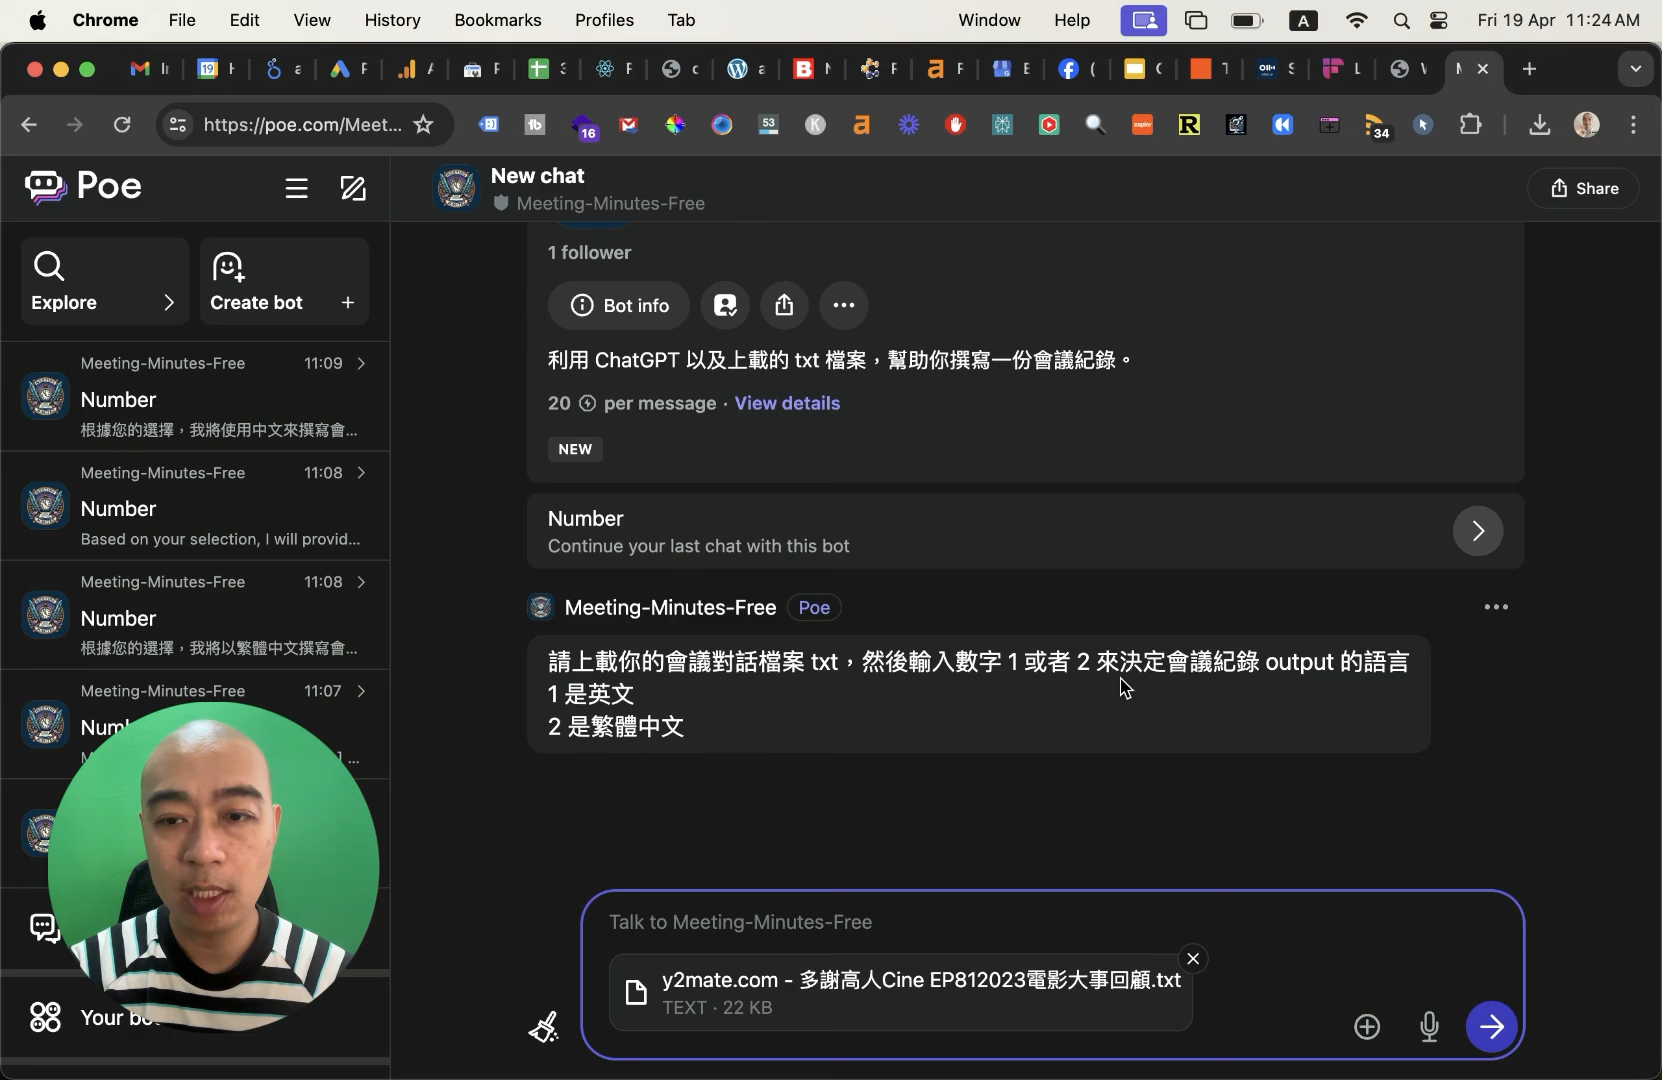 Chrome File Edit View History Bookmarks Profiles Tab Window Help A Fri 19 Apr 11:24 AM
19
https://poe.com/Meet...
16
53
34
Poe
New chat
Meeting-Minutes-Free
Share
Explore
Create bot
1 follower
Bot info
利用 ChatGPT 以及上載的 txt 檔案，幫助你撰寫一份會議紀錄。
20 per message · View details
NEW
Meeting-Minutes-Free 11:09
Number
根據您的選擇，我將使用中文來撰寫會...
Meeting-Minutes-Free 11:08
Number
Based on your selection, I will provid...
Meeting-Minutes-Free 11:08
Number
根據您的選擇，我將以繁體中文撰寫會...
Meeting-Minutes-Free 11:07
Number
Continue your last chat with this bot
Meeting-Minutes-Free Poe
請上載你的會議對話檔案 txt，然後輸入數字 1 或者 2 來決定會議紀錄 output 的語言
1 是英文
2 是繁體中文
Talk to Meeting-Minutes-Free
y2mate.com - 多謝高人Cine EP812023電影大事回顧.txt
TEXT · 22 KB
Your